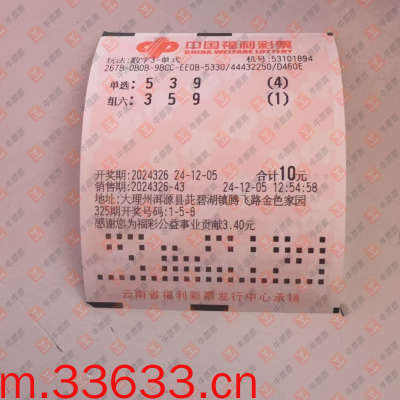 中国福利彩票
CHINA WELFARE LOTTERY
玩法:数字3-单式 机号:53101894
267B-0B0B-9BCC-EE0B-5330/44432250/D460E
单选: 5 3 9 (4)
组六: 3 5 9 (1)
开奖期:2024326 24-12-05 合计10元
销售期:2024326-43 24-12-05 12:54:58
地址:大理州洱源县茈碧湖镇腾飞路金色家园
325期开奖号码:1-5-8
感谢您为福彩公益事业贡献3.40元
云南省福利彩票发行中心承销
m.33633.cn